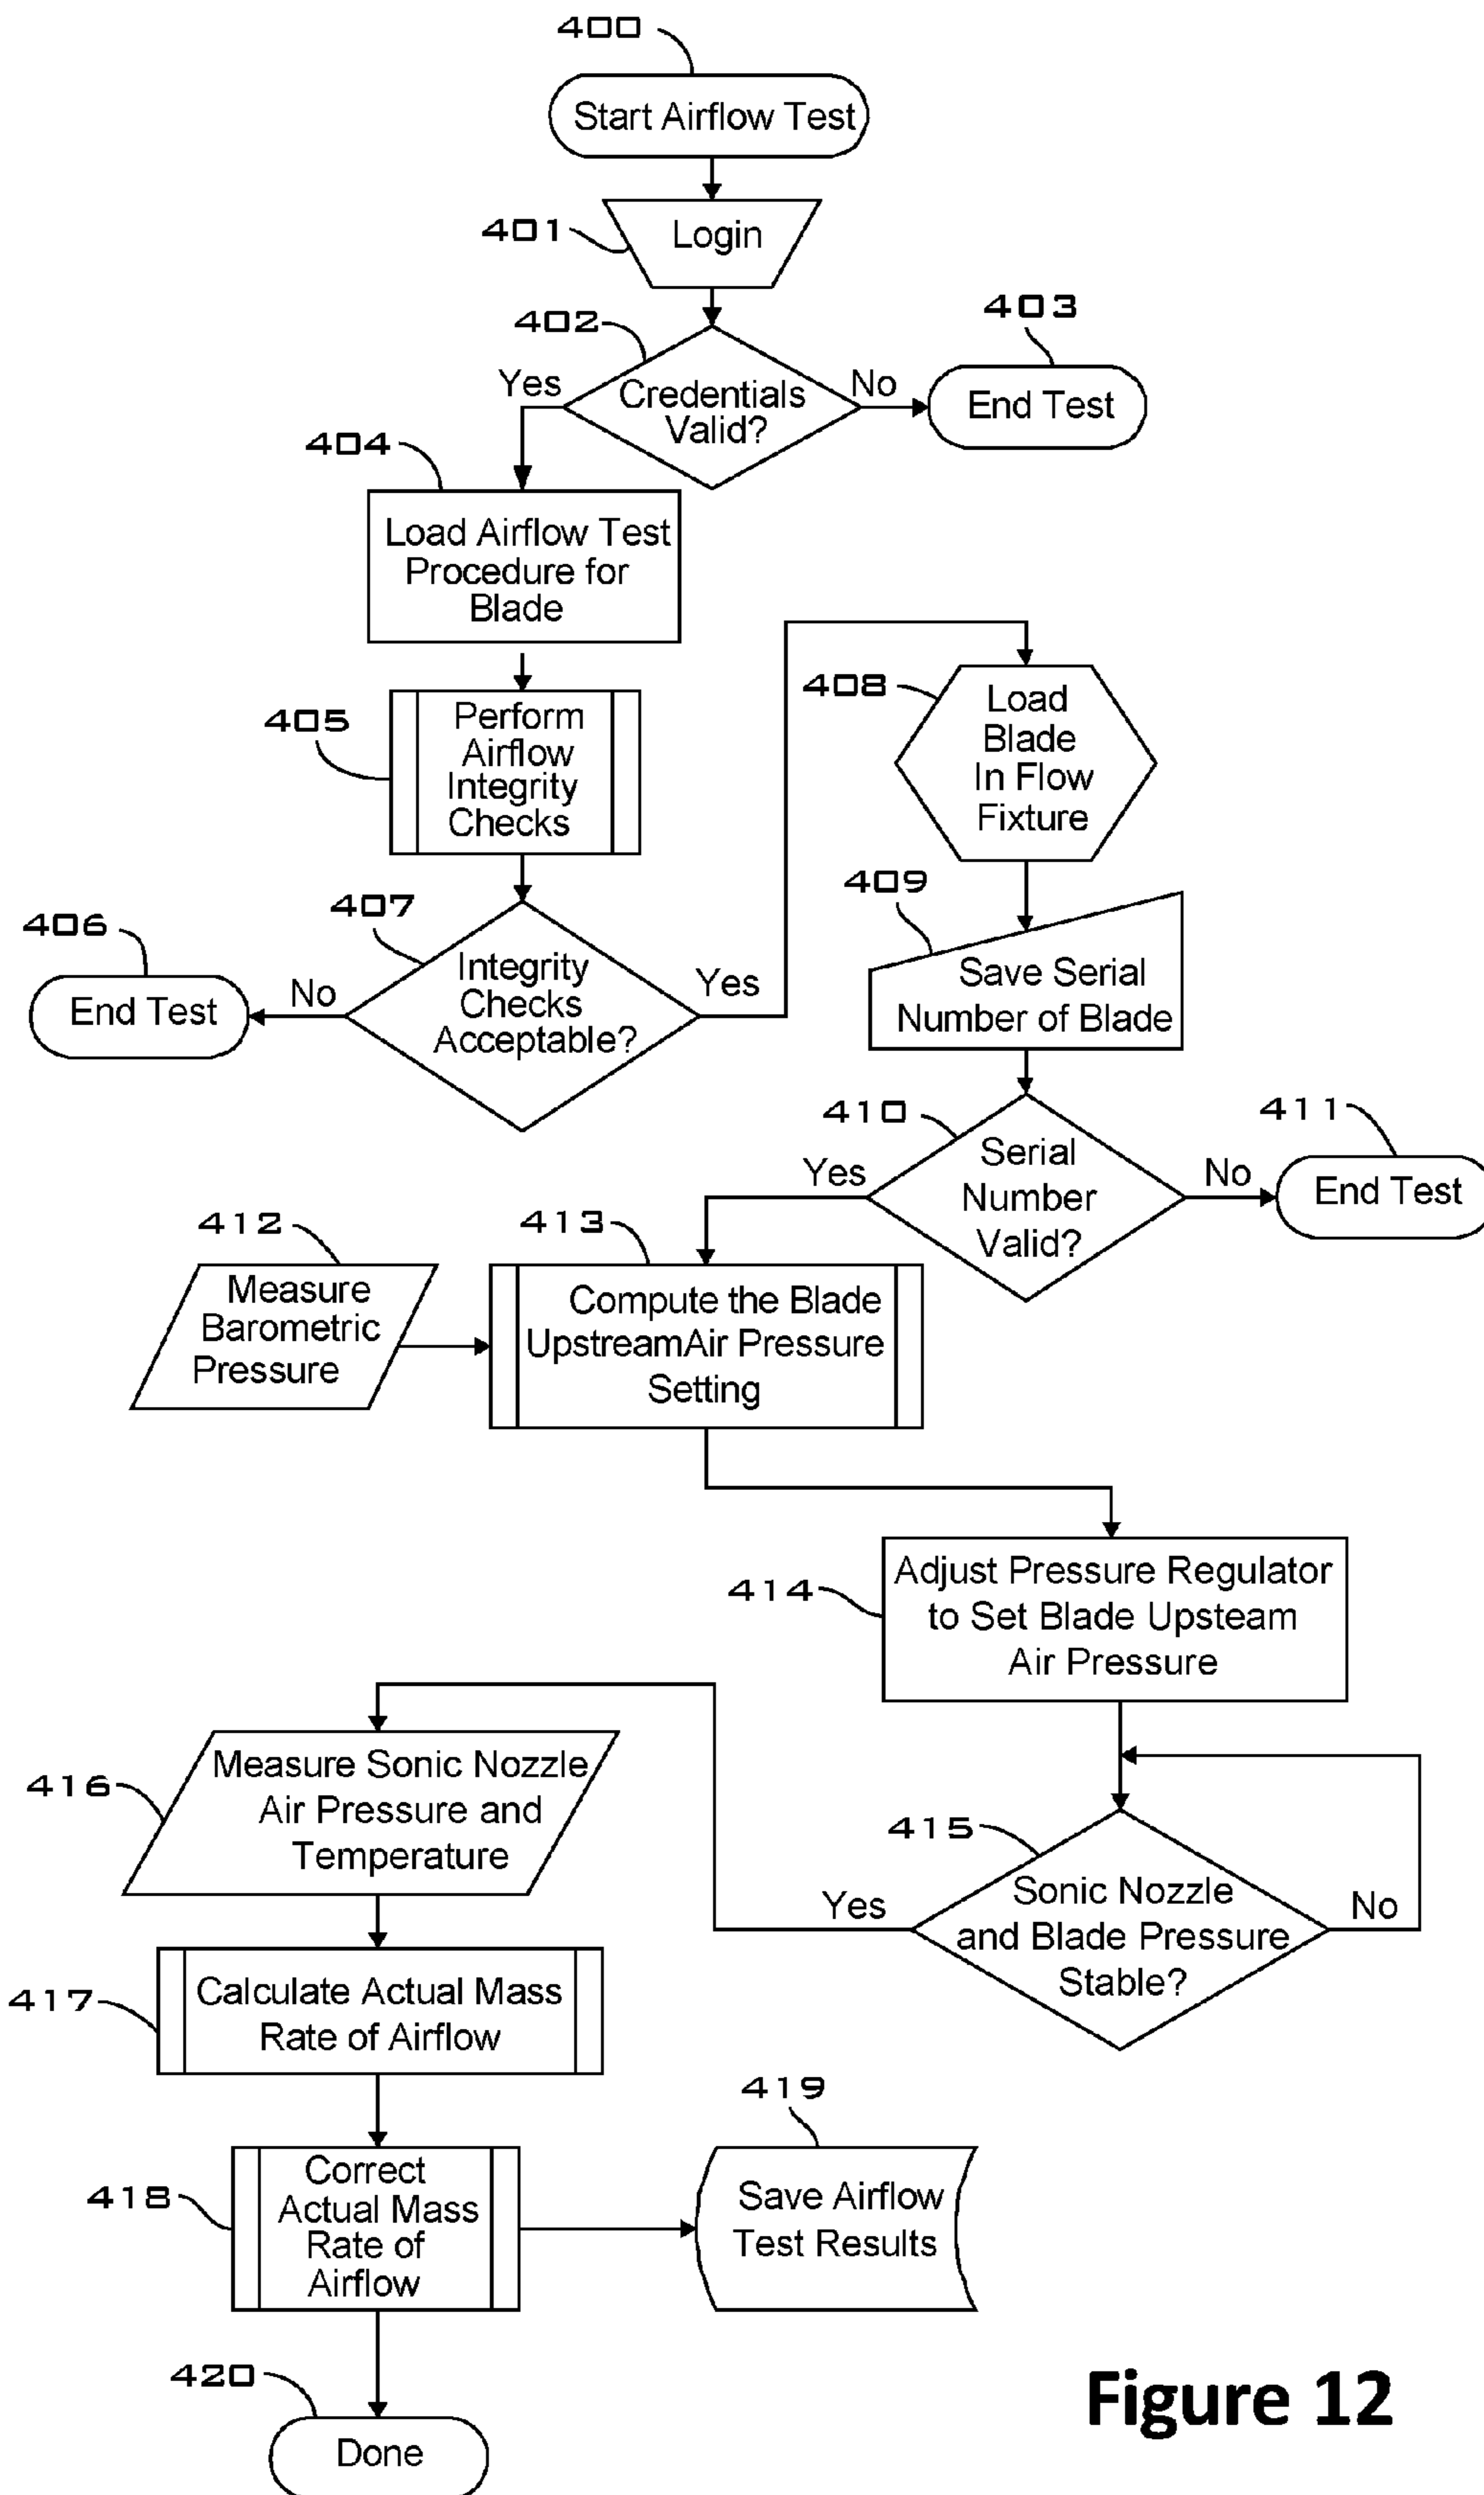 400
Start Airflow Test
401
Login
402
403
Yes
Credentials
Valid?
No
End Test
404
Load Airflow Test
Procedure for
Blade
405
Perform
Airflow
Integrity
Checks
406
End Test
No
407
Integrity
Checks
Acceptable?
Yes
408
Load
Blade
In Flow
Fixture
409
Save Serial
Number of Blade
410
Serial
Number
Valid?
Yes
No
411
End Test
412
Measure
Barometric
Pressure
413
Compute the Blade
UpstreamAir Pressure
Setting
414
Adjust Pressure Regulator
to Set Blade Upsteam
Air Pressure
415
Sonic Nozzle
and Blade Pressure
Stable?
Yes
No
416
Measure Sonic Nozzle
Air Pressure and
Temperature
417
Calculate Actual Mass
Rate of Airflow
418
Correct
Actual Mass
Rate of
Airflow
419
Save Airflow
Test Results
420
Done
Figure 12